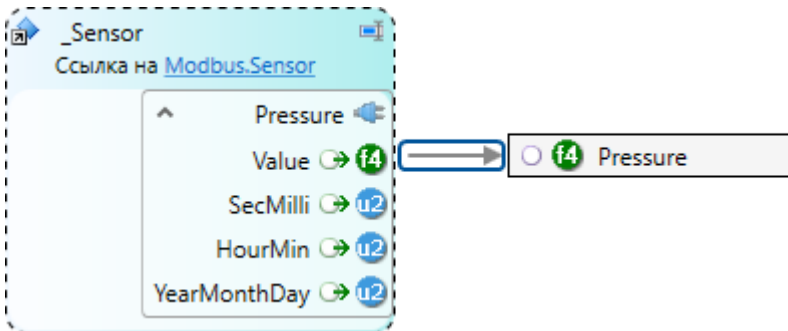 _Sensor
Ссылка на Modbus.Sensor
Pressure
Value f4
SecMilli u2
HourMin u2
YearMonthDay u2
f4 Pressure